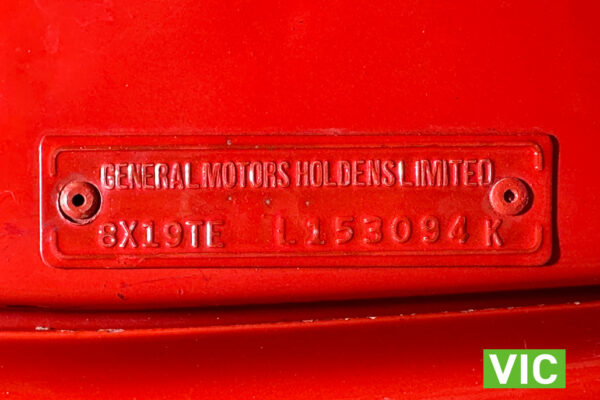 GENERAL MOTORS HOLDENS LIMITED
8X19TE L153094K
VIC